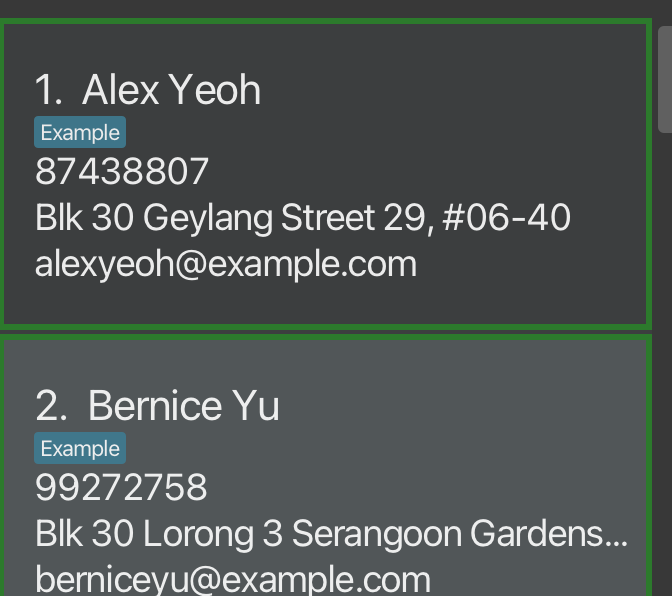 1. Alex Yeoh
Example
87438807
Blk 30 Geylang Street 29, #06-40
alexyeoh@example.com
2. Bernice Yu
Example
99272758
Blk 30 Lorong 3 Serangoon Gardens...
berniceyu@example.com